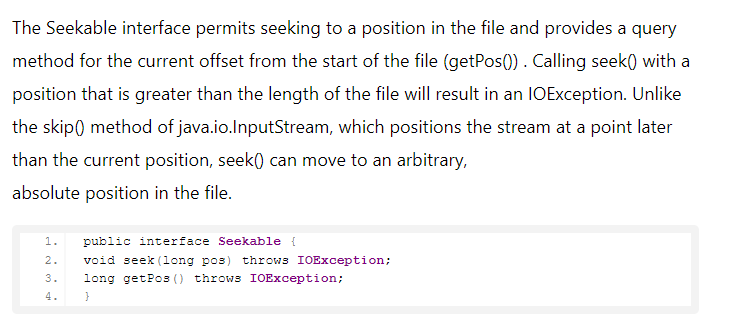 The Seekable interface permits seeking to a position in the file and provides a query
method for the current offset from the start of the file (getPos()) . Calling seek() with a
position that is greater than the length of the file will result in an IOException. Unlike
the skip() method of java.io.InputStream, which positions the stream at a point later
than the current position, seek() can move to an arbitrary,
absolute position in the file.
1. public interface Seekable {
2. void seek(long pos) throws IOException;
3. long getPos() throws IOException;
4. }